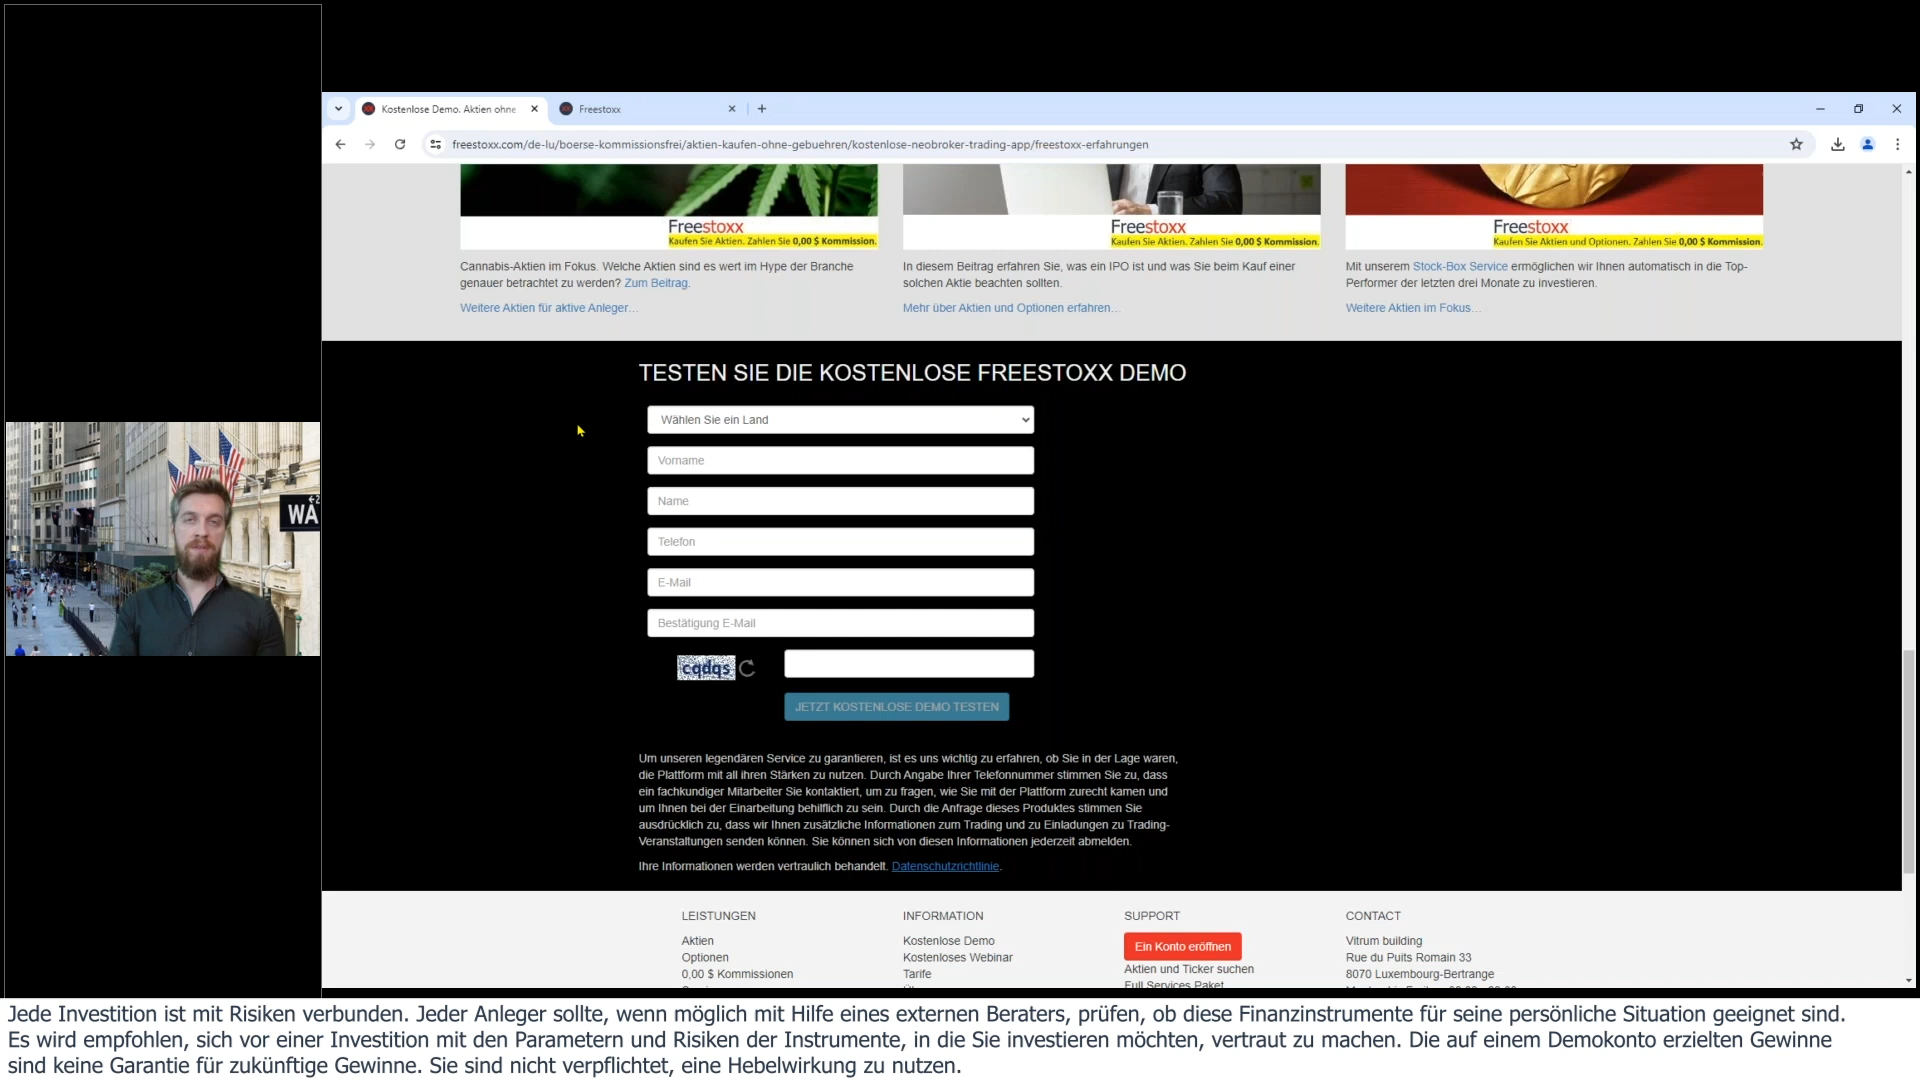 Kostenlose Demo. Aktien ohne
Freestoxx
freestoxx.com/de-lu/boerse-kommissionsfrei/aktien-kaufen-ohne-gebuehren/kostenlose-neobroker-trading-app/freestoxx-erfahrungen
Freestoxx
Kaufen Sie Aktien. Zahlen Sie 0,00 $ Kommission.
Freestoxx
Kaufen Sie Aktien. Zahlen Sie 0,00 $ Kommission.
Freestoxx
Kaufen Sie Aktien und Optionen. Zahlen Sie 0,00 $ Kommission.
Cannabis-Aktien im Fokus. Welche Aktien sind es wert im Hype der Branche
genauer betrachtet zu werden? Zum Beitrag.
Weitere Aktien für aktive Anleger…
In diesem Beitrag erfahren Sie, was ein IPO ist und was Sie beim Kauf einer
solchen Aktie beachten sollten.
Mehr über Aktien und Optionen erfahren…
Mit unserem Stock-Box Service ermöglichen wir Ihnen automatisch in die Top-
Performer der letzten drei Monate zu investieren.
Weitere Aktien im Fokus…
TESTEN SIE DIE KOSTENLOSE FREESTOXX DEMO
Wählen Sie ein Land
Vorname
Name
Telefon
E-Mail
Bestätigung E-Mail
JETZT KOSTENLOSE DEMO TESTEN
Um unseren legendären Service zu garantieren, ist es uns wichtig zu erfahren, ob Sie in der Lage waren,
die Plattform mit all ihren Stärken zu nutzen. Durch Angabe Ihrer Telefonnummer stimmen Sie zu, dass
ein fachkundiger Mitarbeiter Sie kontaktiert, um zu fragen, wie Sie mit der Plattform zurecht kamen und
um Ihnen bei der Einarbeitung behilflich zu sein. Durch die Anfrage dieses Produktes stimmen Sie
ausdrücklich zu, dass wir Ihnen zusätzliche Informationen zum Trading und zu Einladungen zu Trading-
Veranstaltungen senden können. Sie können sich von diesen Informationen jederzeit abmelden.
Ihre Informationen werden vertraulich behandelt. Datenschutzrichtlinie.
LEISTUNGEN
Aktien
Optionen
0,00 $ Kommissionen
INFORMATION
Kostenlose Demo
Kostenloses Webinar
Tarife
SUPPORT
Ein Konto eröffnen
Aktien und Ticker suchen
Full Services Paket
CONTACT
Vitrum building
Rue du Puits Romain 33
8070 Luxembourg-Bertrange
WA
Jede Investition ist mit Risiken verbunden. Jeder Anleger sollte, wenn möglich mit Hilfe eines externen Beraters, prüfen, ob diese Finanzinstrumente für seine persönliche Situation geeignet sind.
Es wird empfohlen, sich vor einer Investition mit den Parametern und Risiken der Instrumente, in die Sie investieren möchten, vertraut zu machen. Die auf einem Demokonto erzielten Gewinne
sind keine Garantie für zukünftige Gewinne. Sie sind nicht verpflichtet, eine Hebelwirkung zu nutzen.